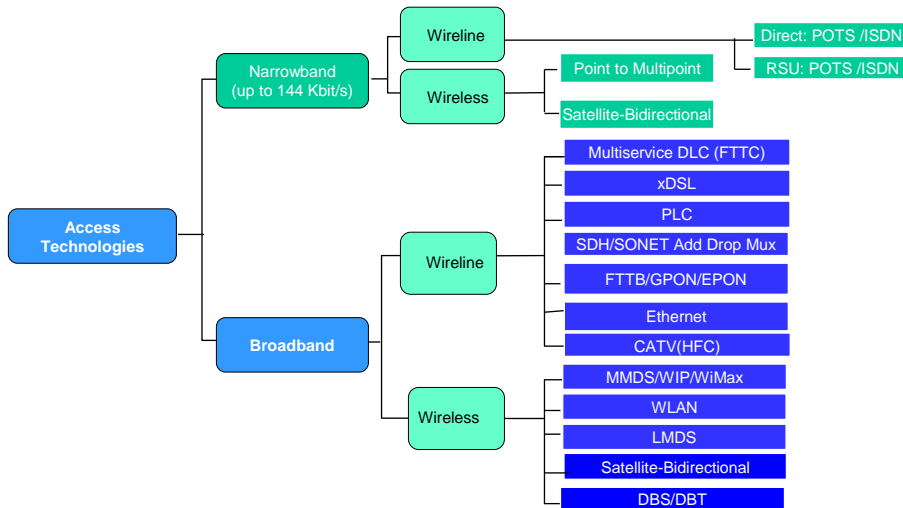 Access
Technologies
Narrowband
(up to 144 Kbit/s)
Wireline
Direct: POTS /ISDN
RSU: POTS /ISDN
Wireless
Point to Multipoint
Satellite-Bidirectional
Broadband
Wireline
Multiservice DLC (FTTC)
xDSL
PLC
SDH/SONET Add Drop Mux
FTTB/GPON/EPON
Ethernet
CATV(HFC)
Wireless
MMDS/WIP/WiMax
WLAN
LMDS
Satellite-Bidirectional
DBS/DBT